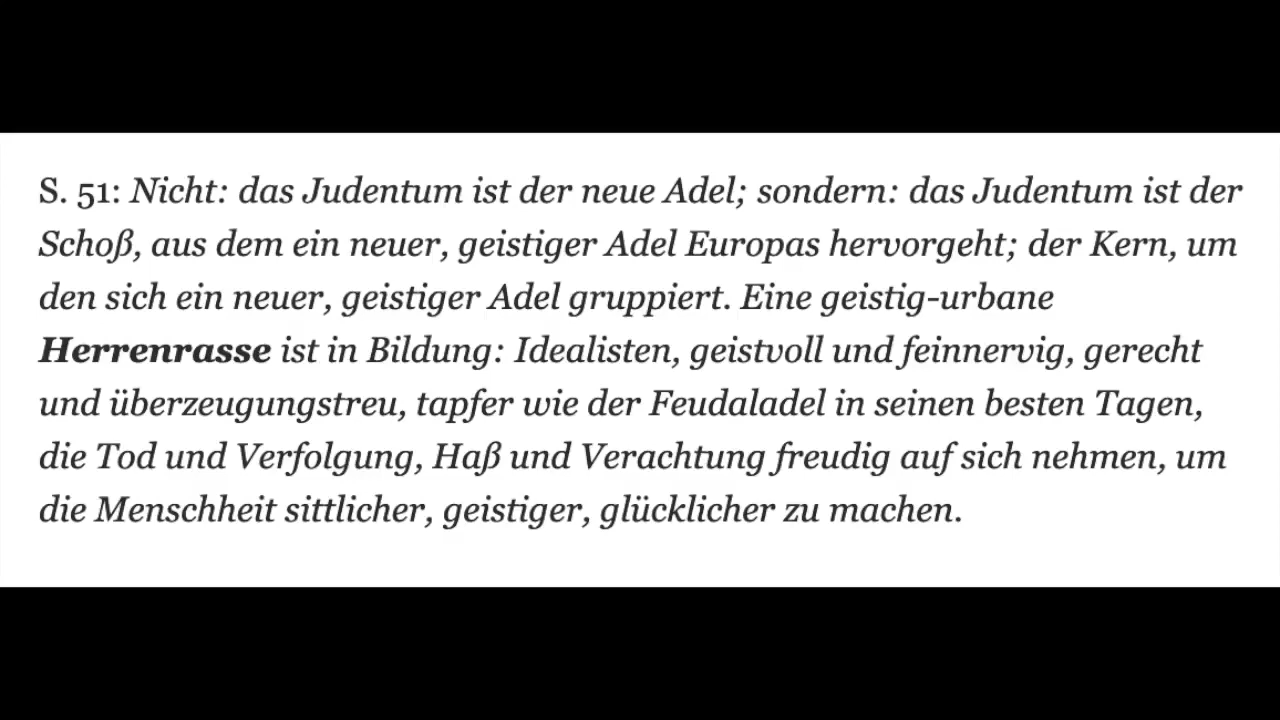 S. 51: Nicht: das Judentum ist der neue Adel; sondern: das Judentum ist der
Schoß, aus dem ein neuer, geistiger Adel Europas hervorgeht; der Kern, um
den sich ein neuer, geistiger Adel gruppiert. Eine geistig-urbane
Herrenrasse ist in Bildung: Idealisten, geistvoll und feinnervig, gerecht
und überzeugungstreu, tapfer wie der Feudaladel in seinen besten Tagen,
die Tod und Verfolgung, Haß und Verachtung freudig auf sich nehmen, um
die Menschheit sittlicher, geistiger, glücklicher zu machen.